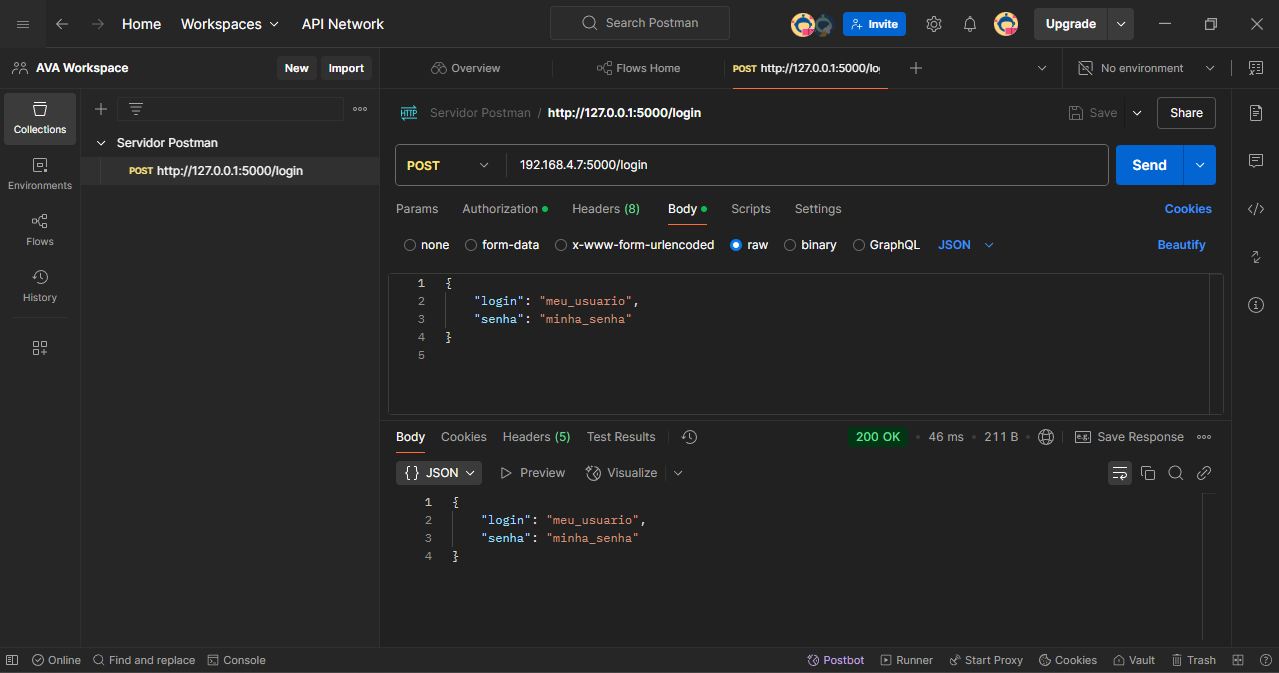 Home Workspaces API Network Search Postman Invite Upgrade
AVA Workspace New Import Overview Flows Home POST http://127.0.0.1:5000/lo No environment
Collections
Environments
Flows
History
Servidor Postman
POST http://127.0.0.1:5000/login
HTTP Servidor Postman / http://127.0.0.1:5000/login Save Share
POST 192.168.4.7:5000/login Send
Params Authorization Headers (8) Body Scripts Settings Cookies
none form-data x-www-form-urlencoded raw binary GraphQL JSON Beautify
1 {
2 "login": "meu_usuario",
3 "senha": "minha_senha"
4 }
5
Body Cookies Headers (5) Test Results 200 OK 46 ms 211 B e.g. Save Response
{} JSON Preview Visualize
1 {
2 "login": "meu_usuario",
3 "senha": "minha_senha"
4 }
Online Find and replace Console Postbot Runner Start Proxy Cookies Vault Trash